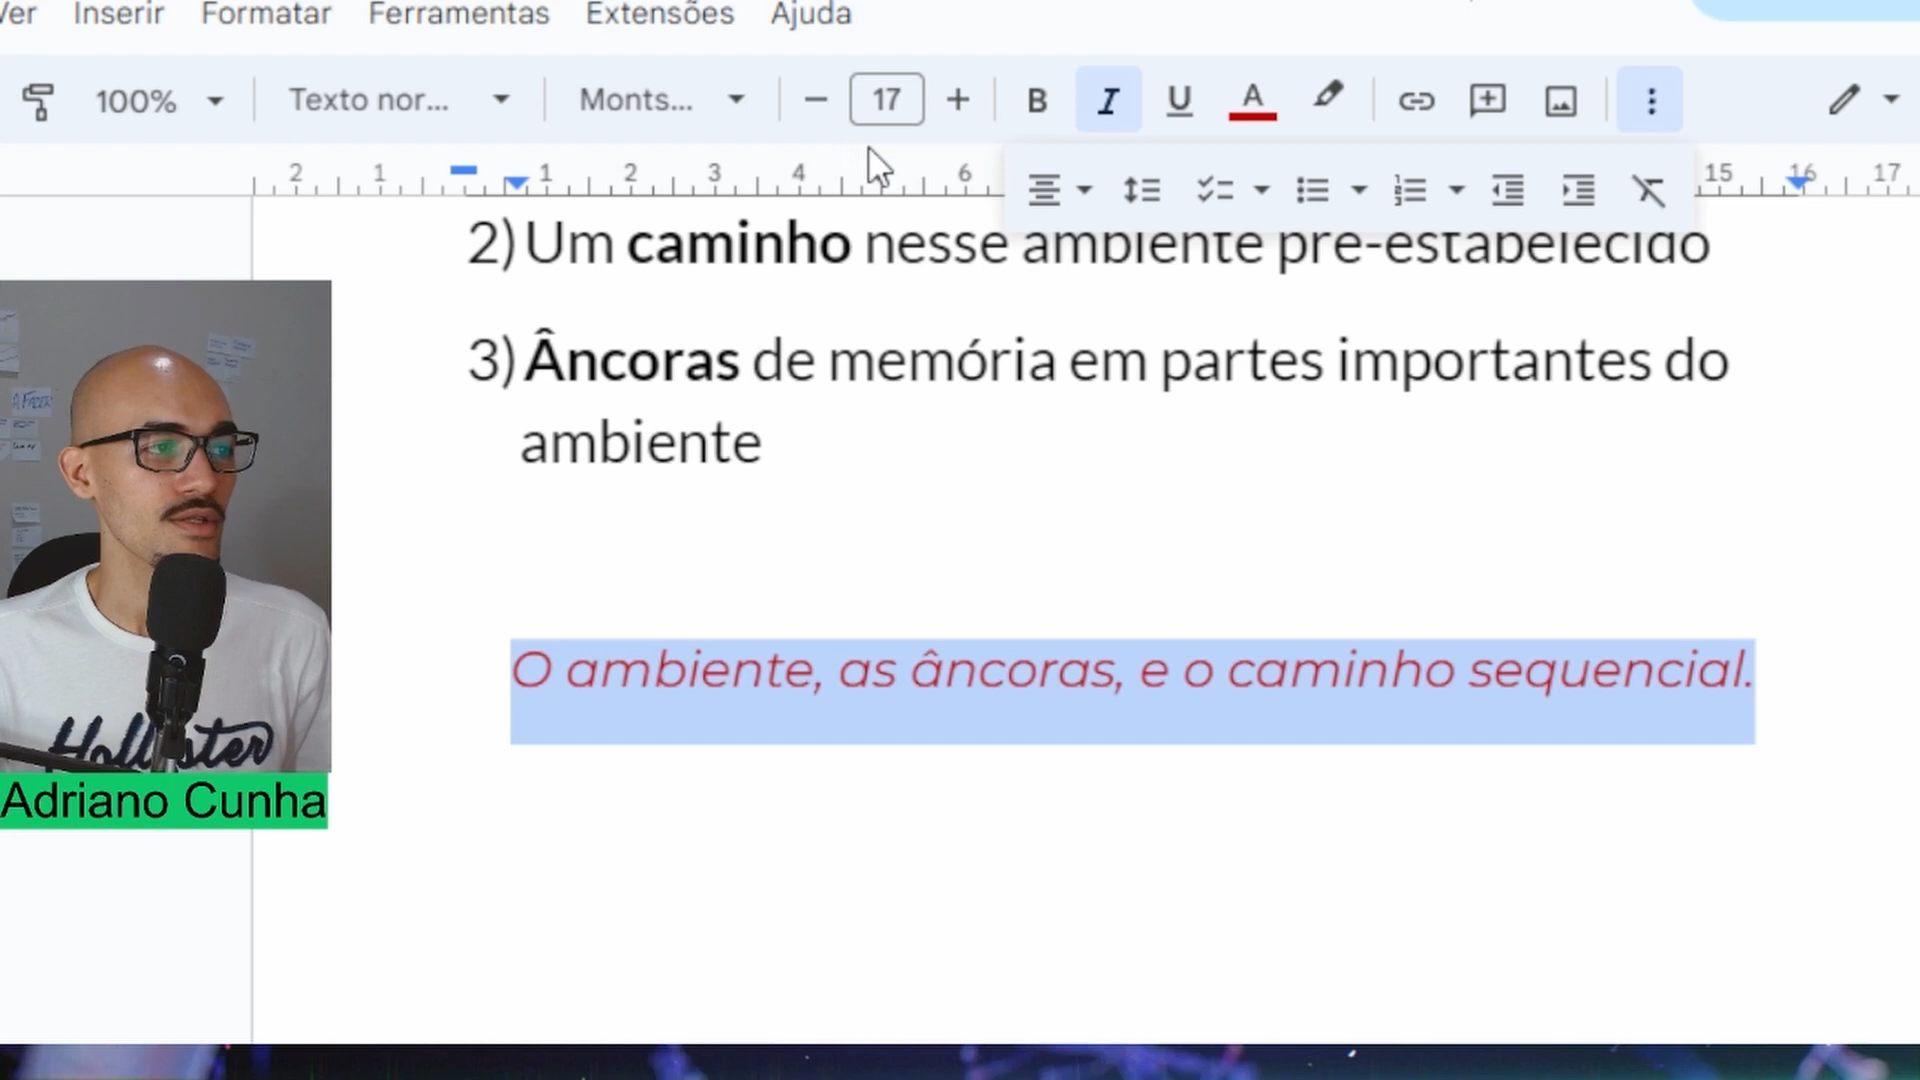 Ver Inserir Formatar Ferramentas Extensões Ajuda
100% Texto nor... Monts... 17 B I U A
2 1 1 2 3 4 6 15 16 17
2) Um caminho nesse ambiente pré-estabelecido
3) Âncoras de memória em partes importantes do
ambiente
O ambiente, as âncoras, e o caminho sequencial.
A FAZER
Hollister
Adriano Cunha